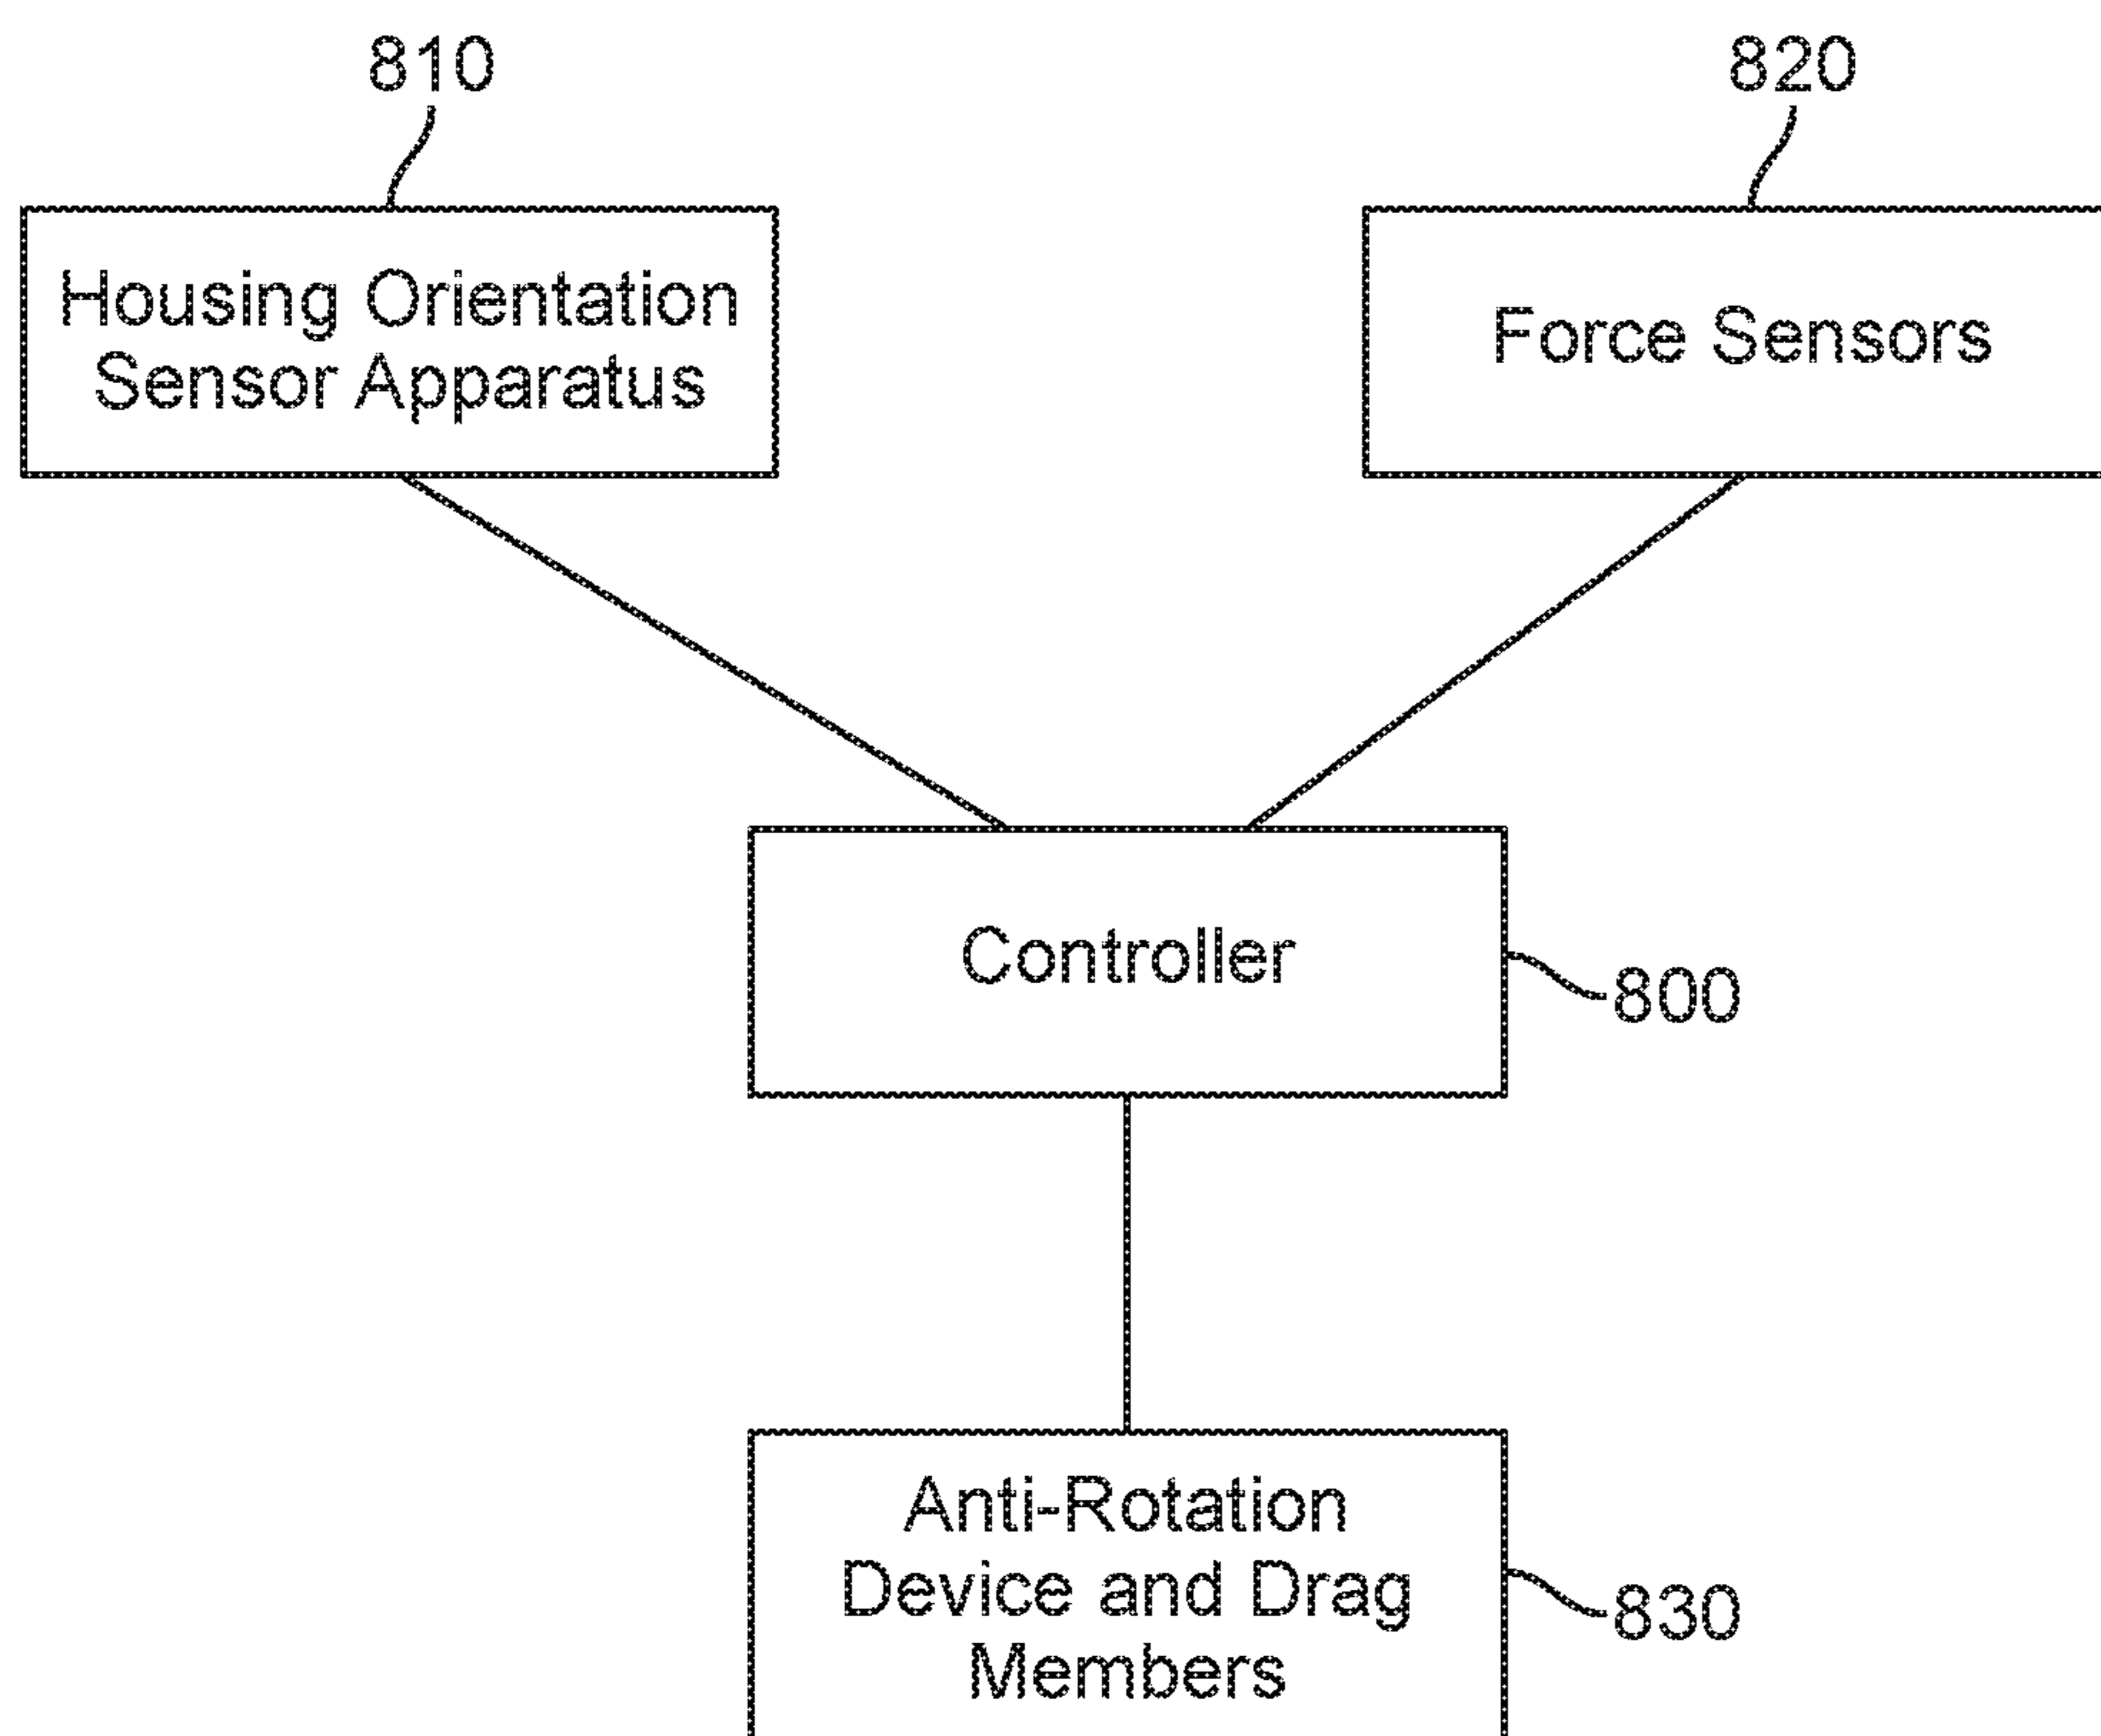 810
820
Housing Orientation
Sensor Apparatus
Force Sensors
Controller
800
Anti-Rotation
Device and Drag
Members
830